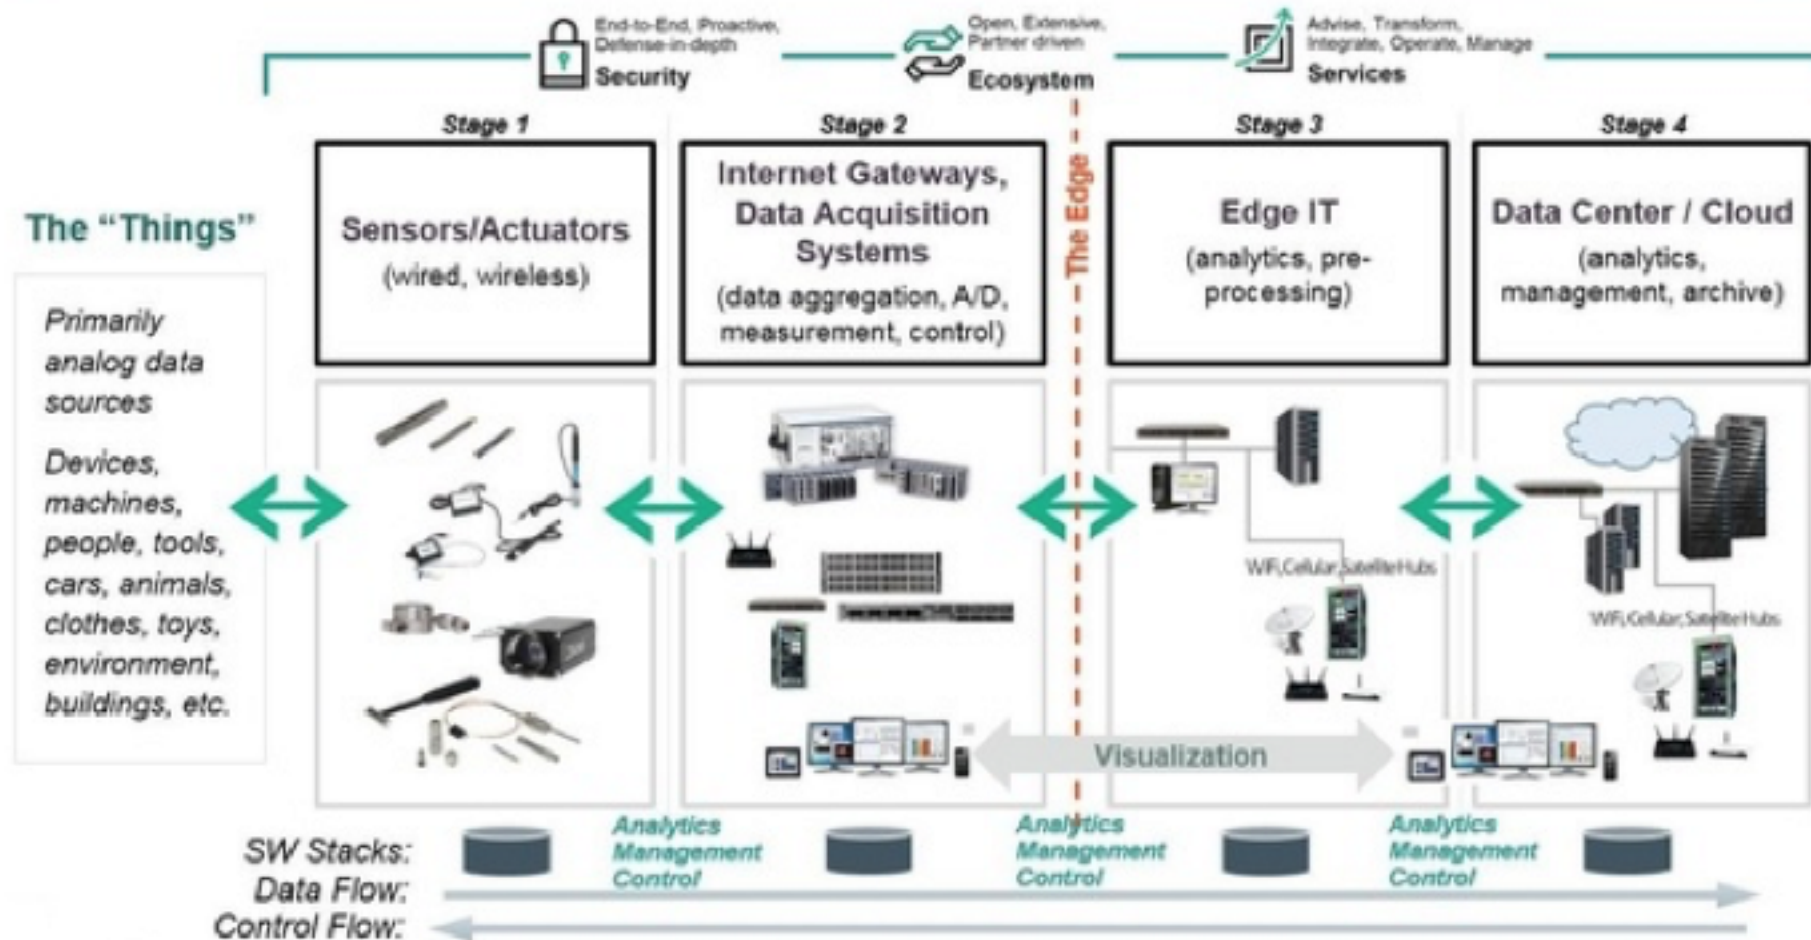 End-to-End, Proactive,
Defense-in-depth
Security
Open, Extensive,
Partner driven
Ecosystem
Advise, Transform,
Integrate, Operate, Manage
Services
The "Things"
Primarily
analog data
sources
Devices,
machines,
people, tools,
cars, animals,
clothes, toys,
environment,
buildings, etc.
Stage 1
Sensors/Actuators
(wired, wireless)
Stage 2
Internet Gateways,
Data Acquisition
Systems
(data aggregation, A/D,
measurement, control)
The Edge
Stage 3
Edge IT
(analytics, pre-
processing)
WiFi,Cellular,Satellite Hubs
Stage 4
Data Center / Cloud
(analytics,
management, archive)
WiFi,Cellular,Satellite Hubs
Visualization
SW Stacks:
Analytics
Management
Control
Analytics
Management
Control
Analytics
Management
Control
Data Flow:
Control Flow: